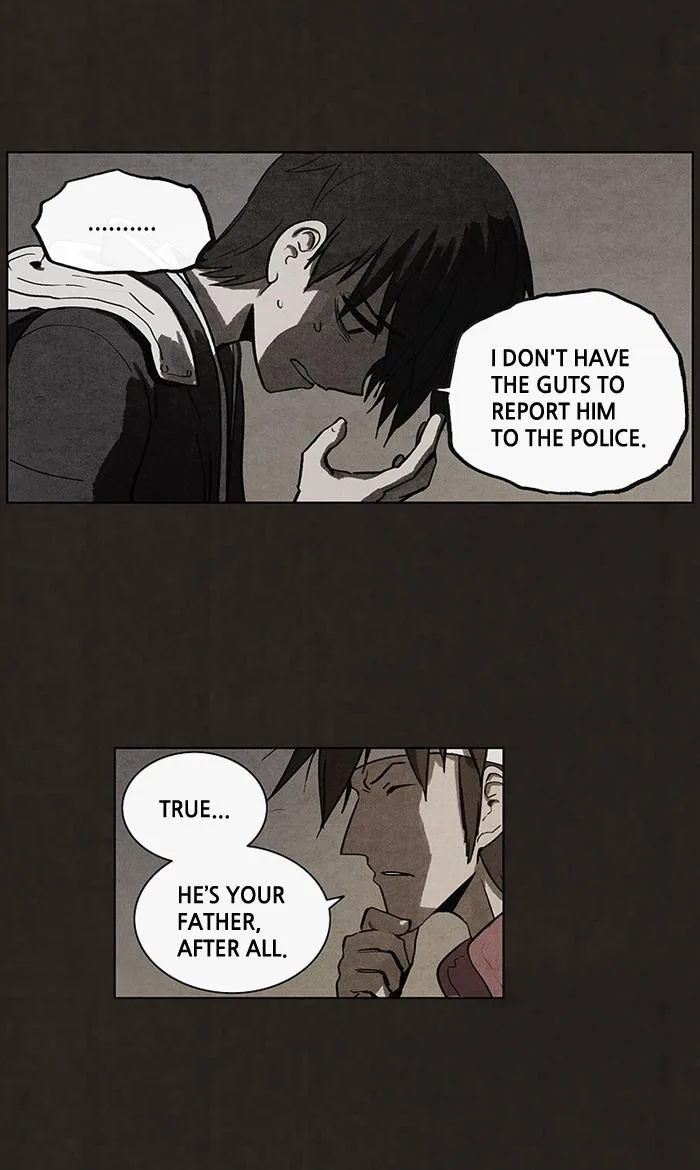 ..........
I DON'T HAVE
THE GUTS TO
REPORT HIM
TO THE POLICE.
TRUE...
HE'S YOUR
FATHER,
AFTER ALL.